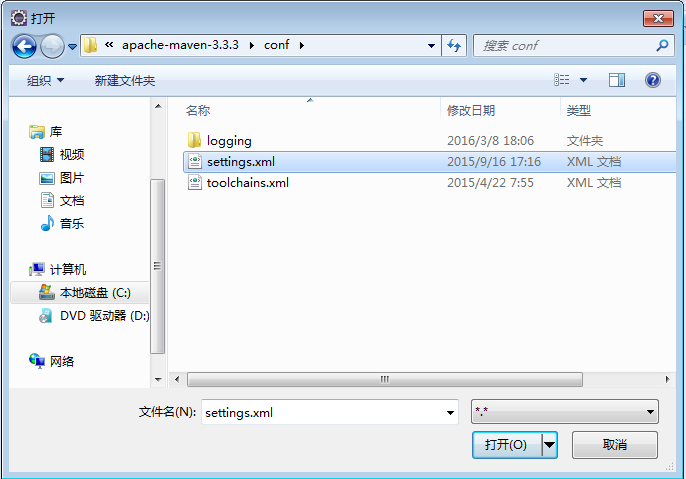 打开
« apache-maven-3.3.3 conf 搜索 conf
组织 新建文件夹
名称 修改日期 类型
库
视频
图片
文档
音乐
计算机
本地磁盘 (C:)
DVD 驱动器 (D:)
网络
logging 2016/3/8 18:06 文件夹
settings.xml 2015/9/16 17:16 XML 文档
toolchains.xml 2015/4/22 7:55 XML 文档
文件名(N): settings.xml *.*
打开(O) 取消